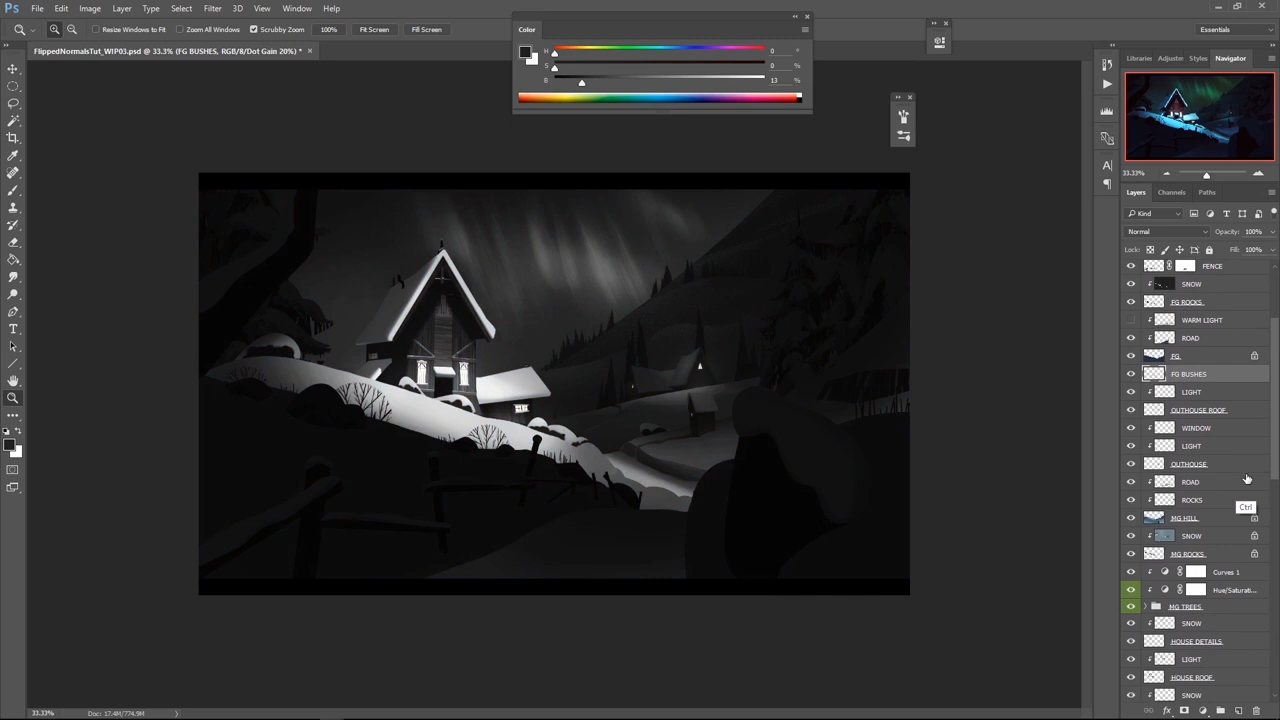 Ps File Edit Image Layer Type Select Filter 3D View Window Help
Resize Windows to Fit Zoom All Windows Scrubby Zoom 100% Fit Screen Fill Screen Essentials
FlippedNormalsTut_WIP03.psd @ 33.3% (FG BUSHES, RGB/8/Dot Gain 20%) *
Color
H 0 °
S 0 %
B 13 %
Librarie Adjustm Styles Navigator
33.33%
Layers Channels Paths
Kind
Normal Opacity: 100%
Lock: Fill: 100%
FENCE
SNOW
FG ROCKS
WARM LIGHT
ROAD
FG
FG BUSHES
LIGHT
OUTHOUSE ROOF
WINDOW
LIGHT
OUTHOUSE
ROAD
ROCKS
Ctrl
MG HILL
SNOW
MG ROCKS
Curves 1
Hue/Saturati...
MG TREES
SNOW
HOUSE DETAILS
LIGHT
HOUSE ROOF
SNOW
33.33% Doc: 17.4M/774.9M